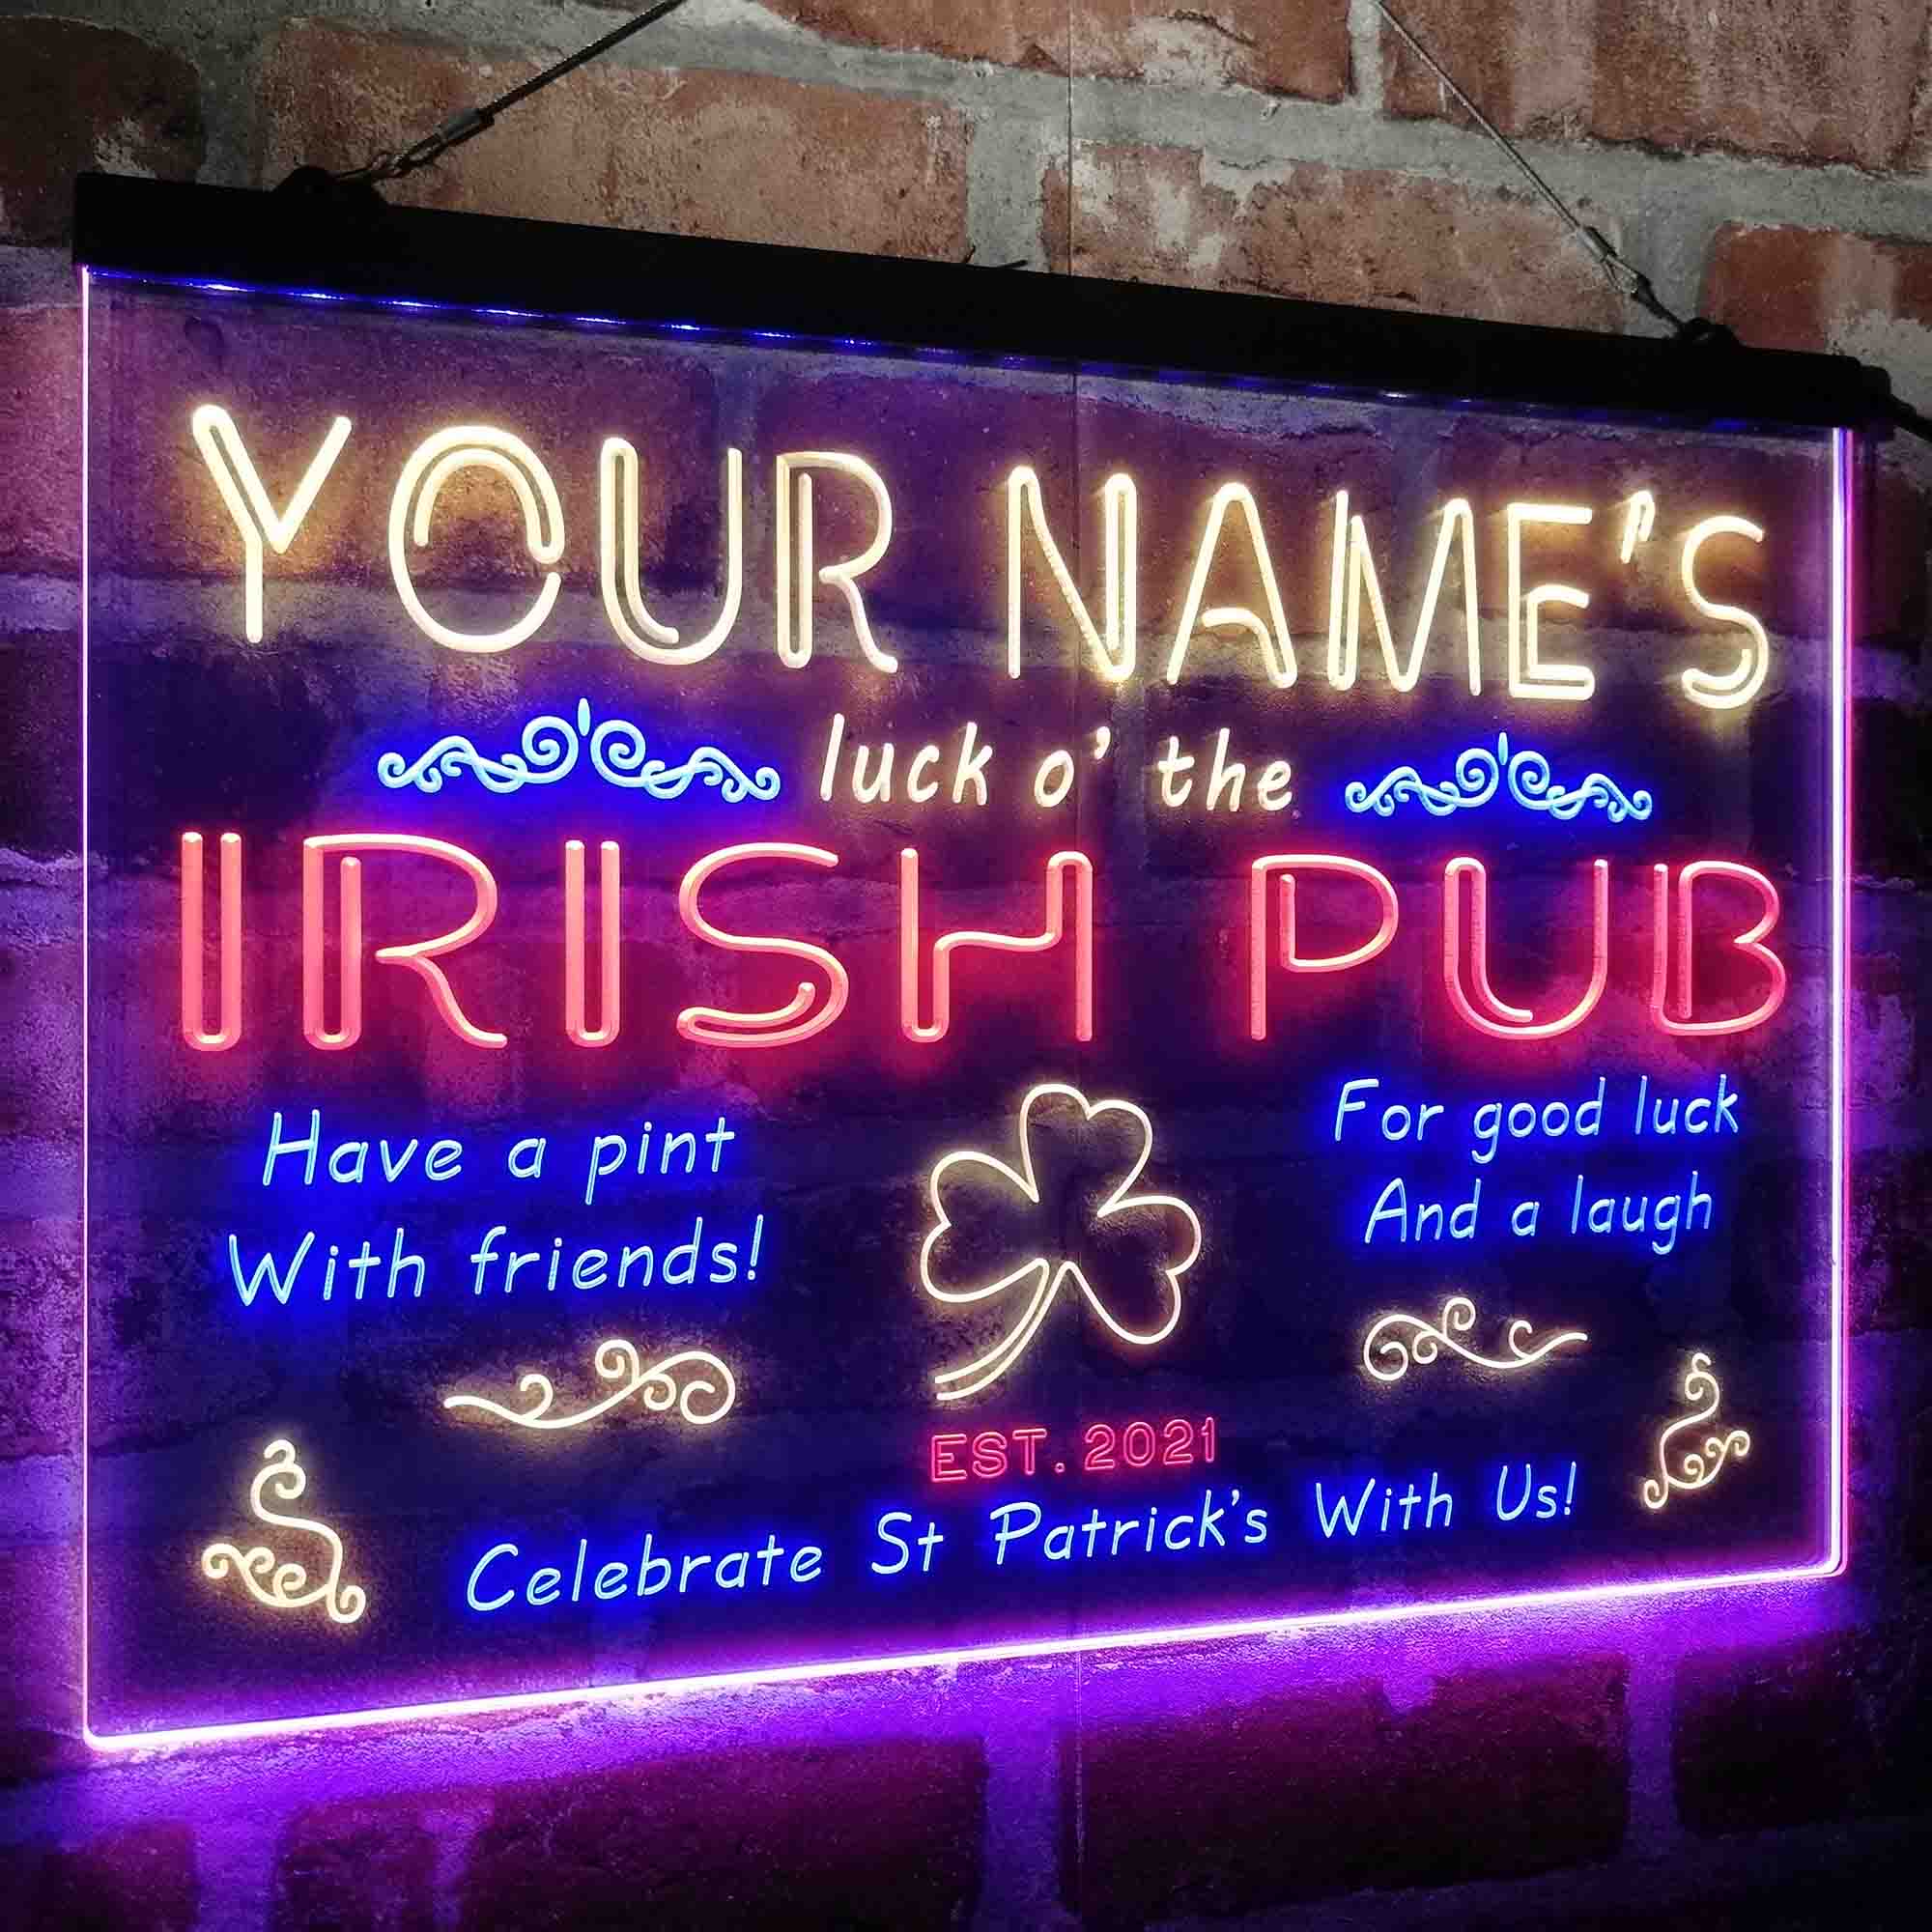 YOUR NAME'S
luck o' the
IRISH PUB
Have a pint
With friends!
For good luck
And a laugh
EST. 2021
Celebrate St Patrick's With Us!